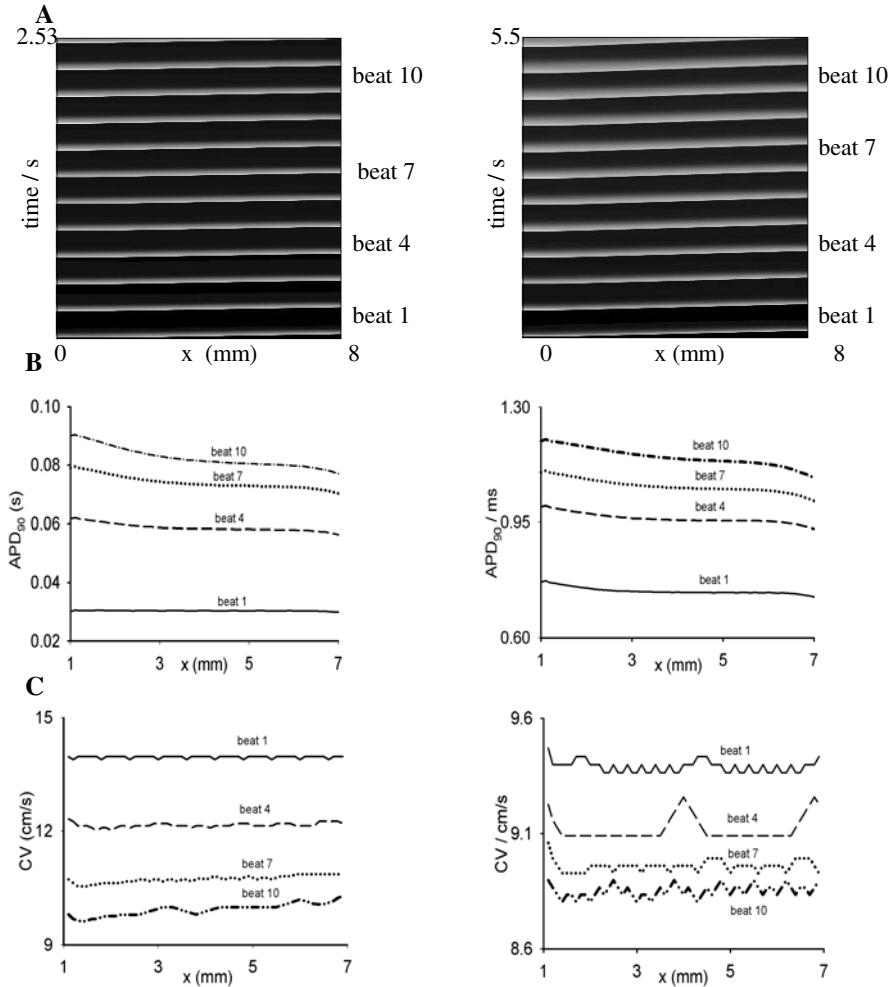 A
2.53
beat 10
beat 7
beat 4
beat 1
time / s
0
x (mm)
8
5.5
beat 10
beat 7
beat 4
beat 1
time / s
0
x (mm)
8
B
0.10
0.08
0.06
0.04
0.02
APD90 (s)
beat 10
beat 7
beat 4
beat 1
1
3
5
7
x (mm)
1.30
0.95
0.60
APD90 / ms
beat 10
beat 7
beat 4
beat 1
1
3
5
7
x (mm)
C
15
12
9
CV (cm/s)
beat 1
beat 4
beat 7
beat 10
1
3
5
7
x (mm)
9.6
9.1
8.6
CV / cm/s
beat 1
beat 4
beat 7
beat 10
1
3
5
7
x (mm)